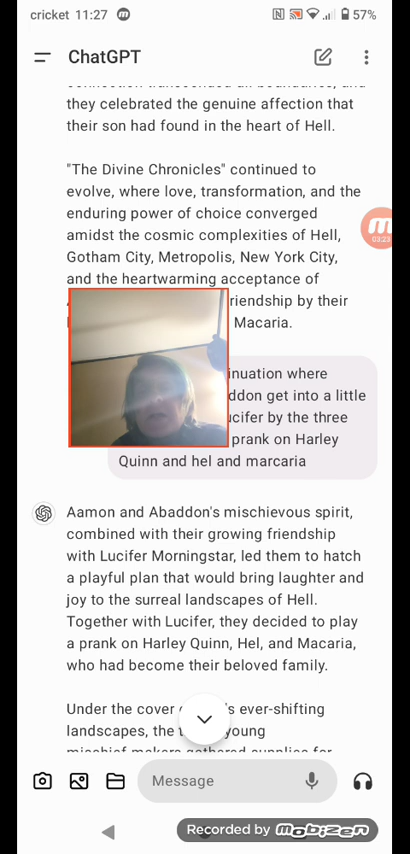 cricket 11:27 57%
ChatGPT
they celebrated the genuine affection that
their son had found in the heart of Hell.
"The Divine Chronicles" continued to
evolve, where love, transformation, and the
enduring power of choice converged
amidst the cosmic complexities of Hell,
Gotham City, Metropolis, New York City,
and the heartwarming acceptance of
riendship by their
Macaria.
03:23
inuation where
ddon get into a little
ucifer by the three
prank on Harley
Quinn and hel and marcaria
Aamon and Abaddon's mischievous spirit,
combined with their growing friendship
with Lucifer Morningstar, led them to hatch
a playful plan that would bring laughter and
joy to the surreal landscapes of Hell.
Together with Lucifer, they decided to play
a prank on Harley Quinn, Hel, and Macaria,
who had become their beloved family.
Under the cover s ever-shifting
landscapes, the young
Message
Recorded by mobizen